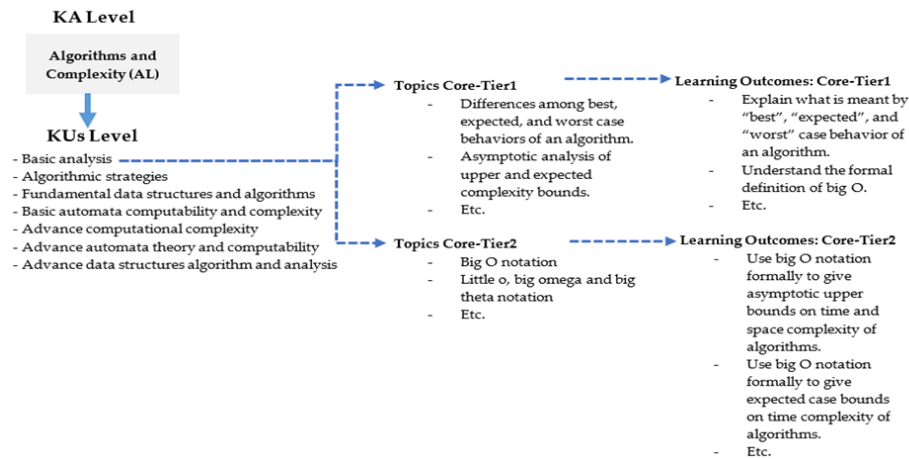 KA Level
Algorithms and
Complexity (AL)
KUs Level
- Basic analysis
- Algorithmic strategies
- Fundamental data structures and algorithms
- Basic automata computability and complexity
- Advance computational complexity
- Advance automata theory and computability
- Advance data structures algorithm and analysis
Topics Core-Tier1
- Differences among best,
expected, and worst case
behaviors of an algorithm.
- Asymptotic analysis of
upper and expected
complexity bounds.
- Etc.
Learning Outcomes: Core-Tier1
- Explain what is meant by
“best”, “expected”, and
“worst” case behavior of
an algorithm.
- Understand the formal
definition of big O.
- Etc.
Topics Core-Tier2
- Big O notation
- Little o, big omega and big
theta notation
- Etc.
Learning Outcomes: Core-Tier2
- Use big O notation
formally to give
asymptotic upper
bounds on time and
space complexity of
algorithms.
- Use big O notation
formally to give
expected case bounds
on time complexity of
algorithms.
- Etc.